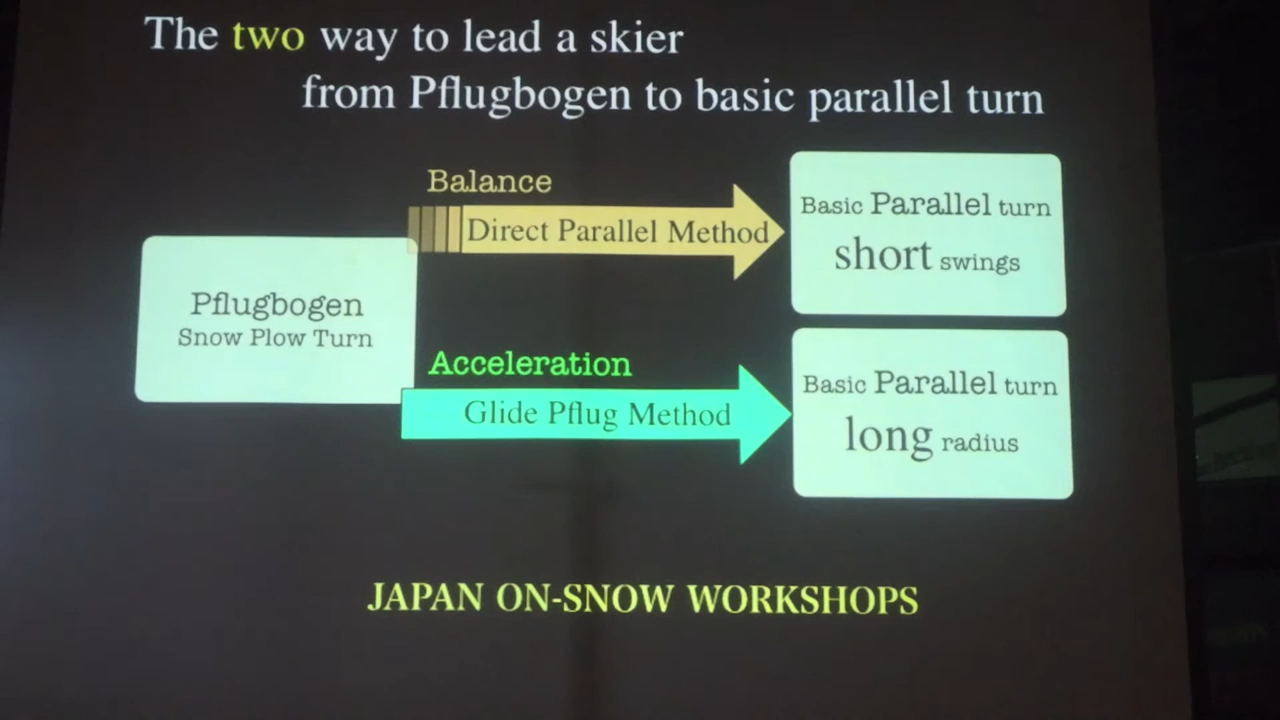 The two way to lead a skier
from Pflugbogen to basic parallel turn
Balance
Direct Parallel Method
Basic Parallel turn
short swings
Pflugbogen
Snow Plow Turn
Acceleration
Glide Pflug Method
Basic Parallel turn
long radius
JAPAN ON-SNOW WORKSHOPS